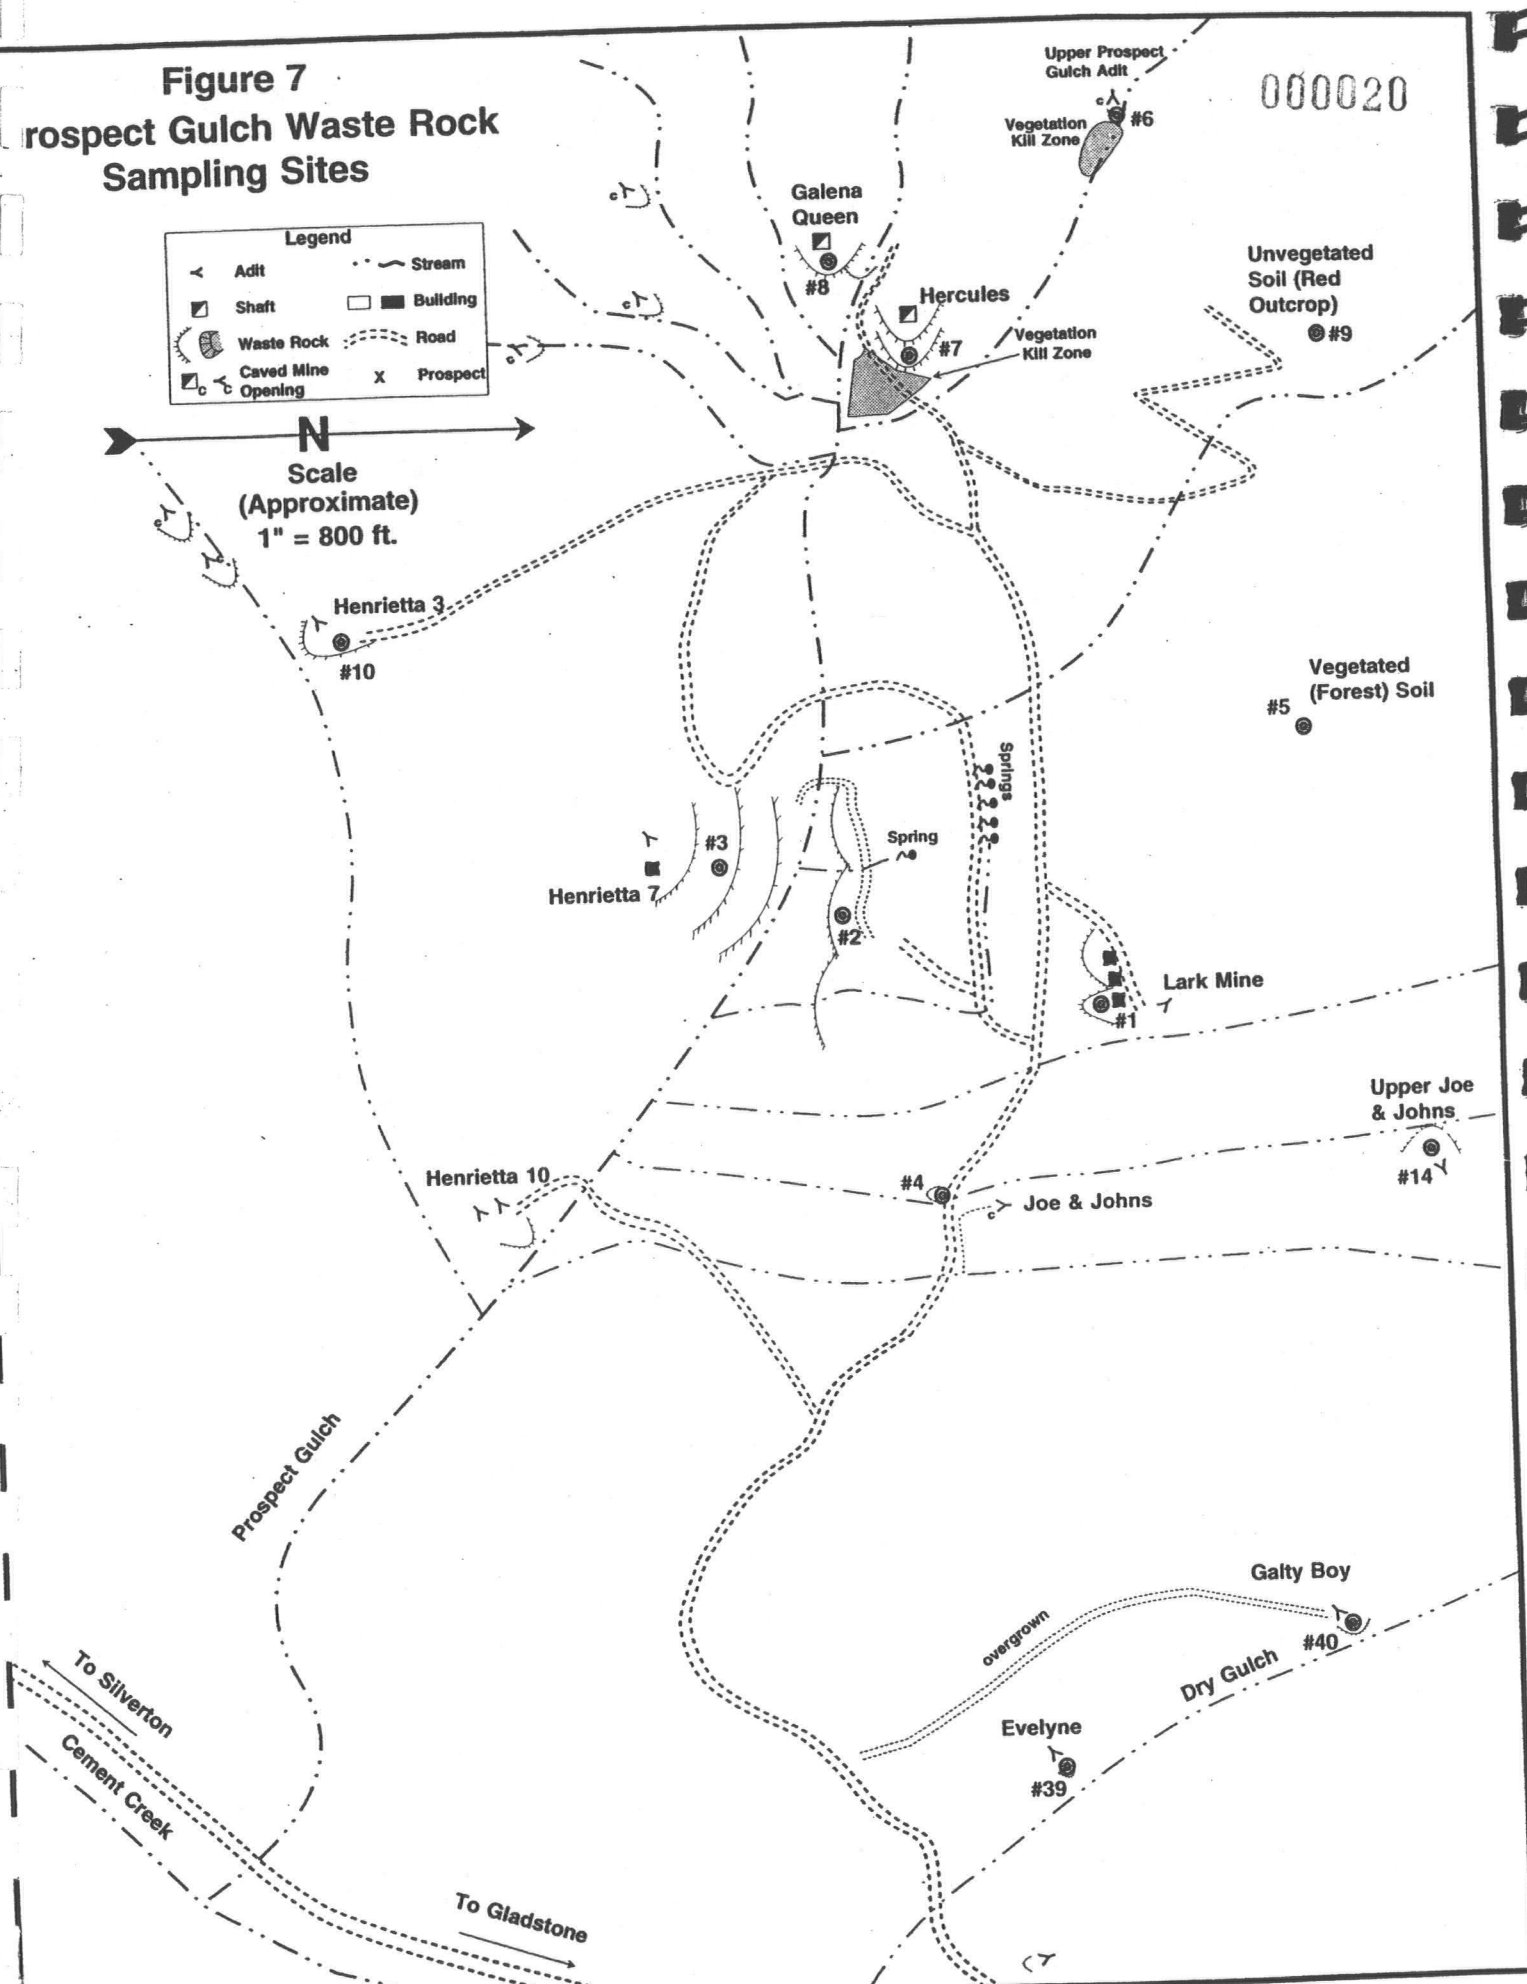 Figure 7
rospect Gulch Waste Rock
Sampling Sites
000020
Legend
Adit
Stream
Shaft
Building
Waste Rock
Road
Caved Mine
Opening
X
Prospect
C
C
N
Scale
(Approximate)
1" = 800 ft.
Upper Prospect
Gulch Adit
C
#6
Vegetation
Kill Zone
C
Galena
Queen
#8
Hercules
#7
Vegetation
Kill Zone
Unvegetated
Soil (Red
Outcrop)
#9
C
C
C
Henrietta 3
#10
Vegetated
(Forest) Soil
#5
Springs
#3
Henrietta 7
Spring
#2
Lark Mine
#1
Upper Joe
& Johns
#14
Henrietta 10
#4
C
Joe & Johns
Prospect Gulch
Galty Boy
#40
overgrown
Dry Gulch
Evelyne
#39
To Silverton
Cement Creek
To Gladstone